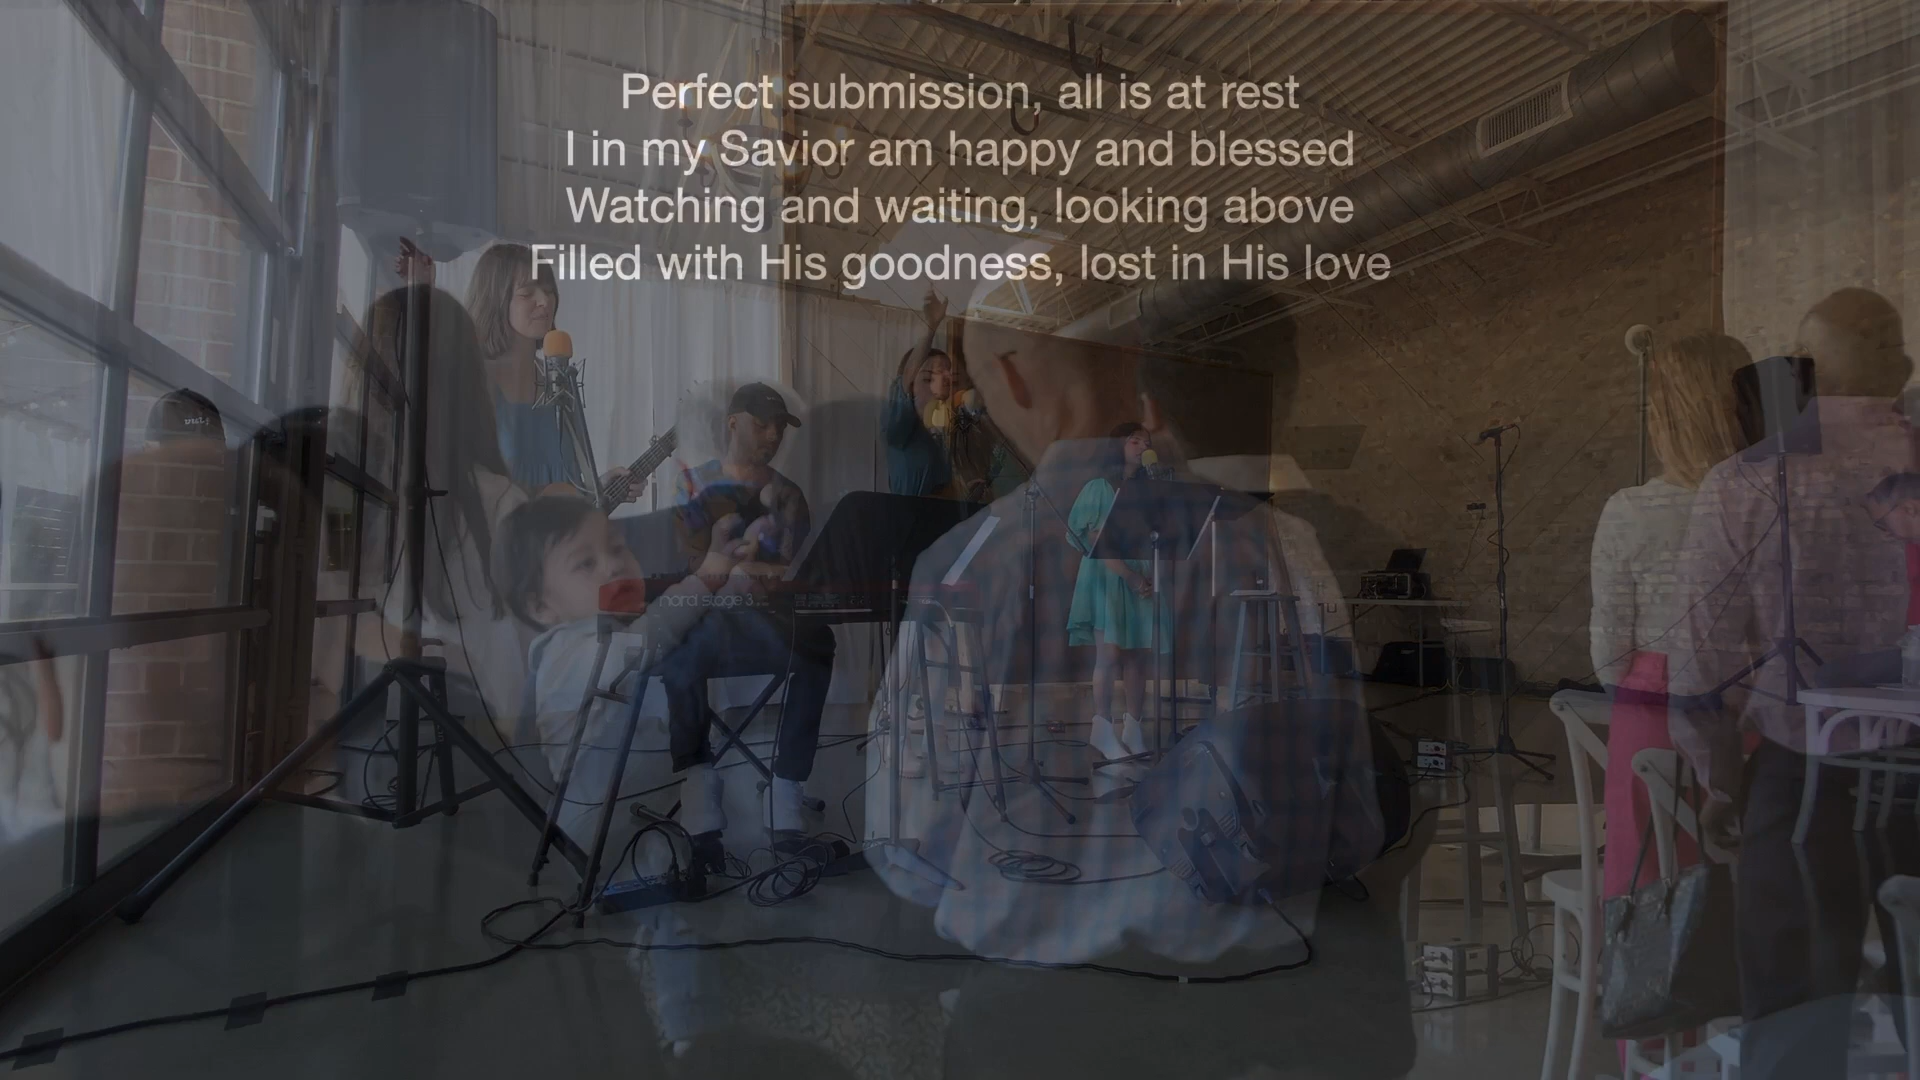 Perfect submission, all is at rest
I in my Savior am happy and blessed
Watching and waiting, looking above
Filled with His goodness, lost in His love
nord stage 3